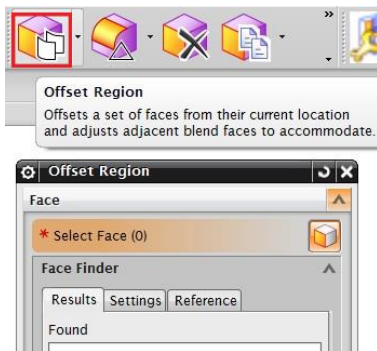 Offset Region
Offsets a set of faces from their current location
and adjusts adjacent blend faces to accommodate.
Offset Region
Face
* Select Face (0)
Face Finder
Results Settings Reference
Found